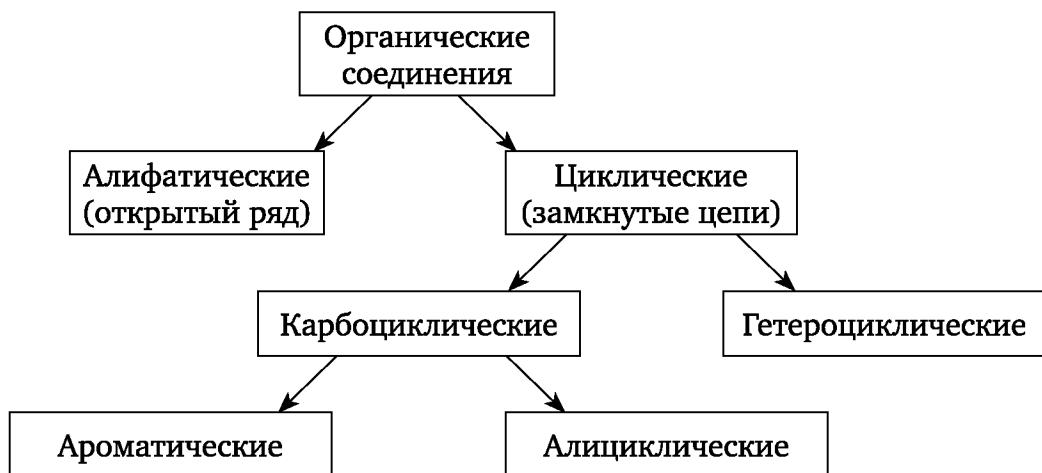 Органические
соединения
Алифатические
(открытый ряд)
Циклические
(замкнутые цепи)
Карбоциклические
Гетероциклические
Ароматические
Алициклические